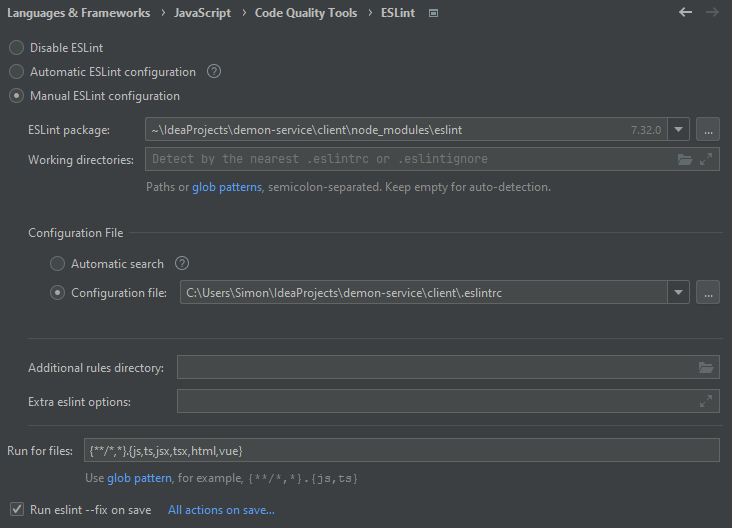 Languages & Frameworks › JavaScript › Code Quality Tools › ESLint
Disable ESLint
Automatic ESLint configuration ?
Manual ESLint configuration
ESLint package: ~\IdeaProjects\demon-service\client\node_modules\eslint 7.32.0 ...
Working directories: Detect by the nearest .eslintrc or .eslintignore
Paths or glob patterns, semicolon-separated. Keep empty for auto-detection.
Configuration File
Automatic search ?
Configuration file: C:\Users\Simon\IdeaProjects\demon-service\client\.eslintrc ...
Additional rules directory:
Extra eslint options:
Run for files: {**/*,*}.{js,ts,jsx,tsx,html,vue}
Use glob pattern, for example, {**/*,*}.{js,ts}
Run eslint --fix on save All actions on save...